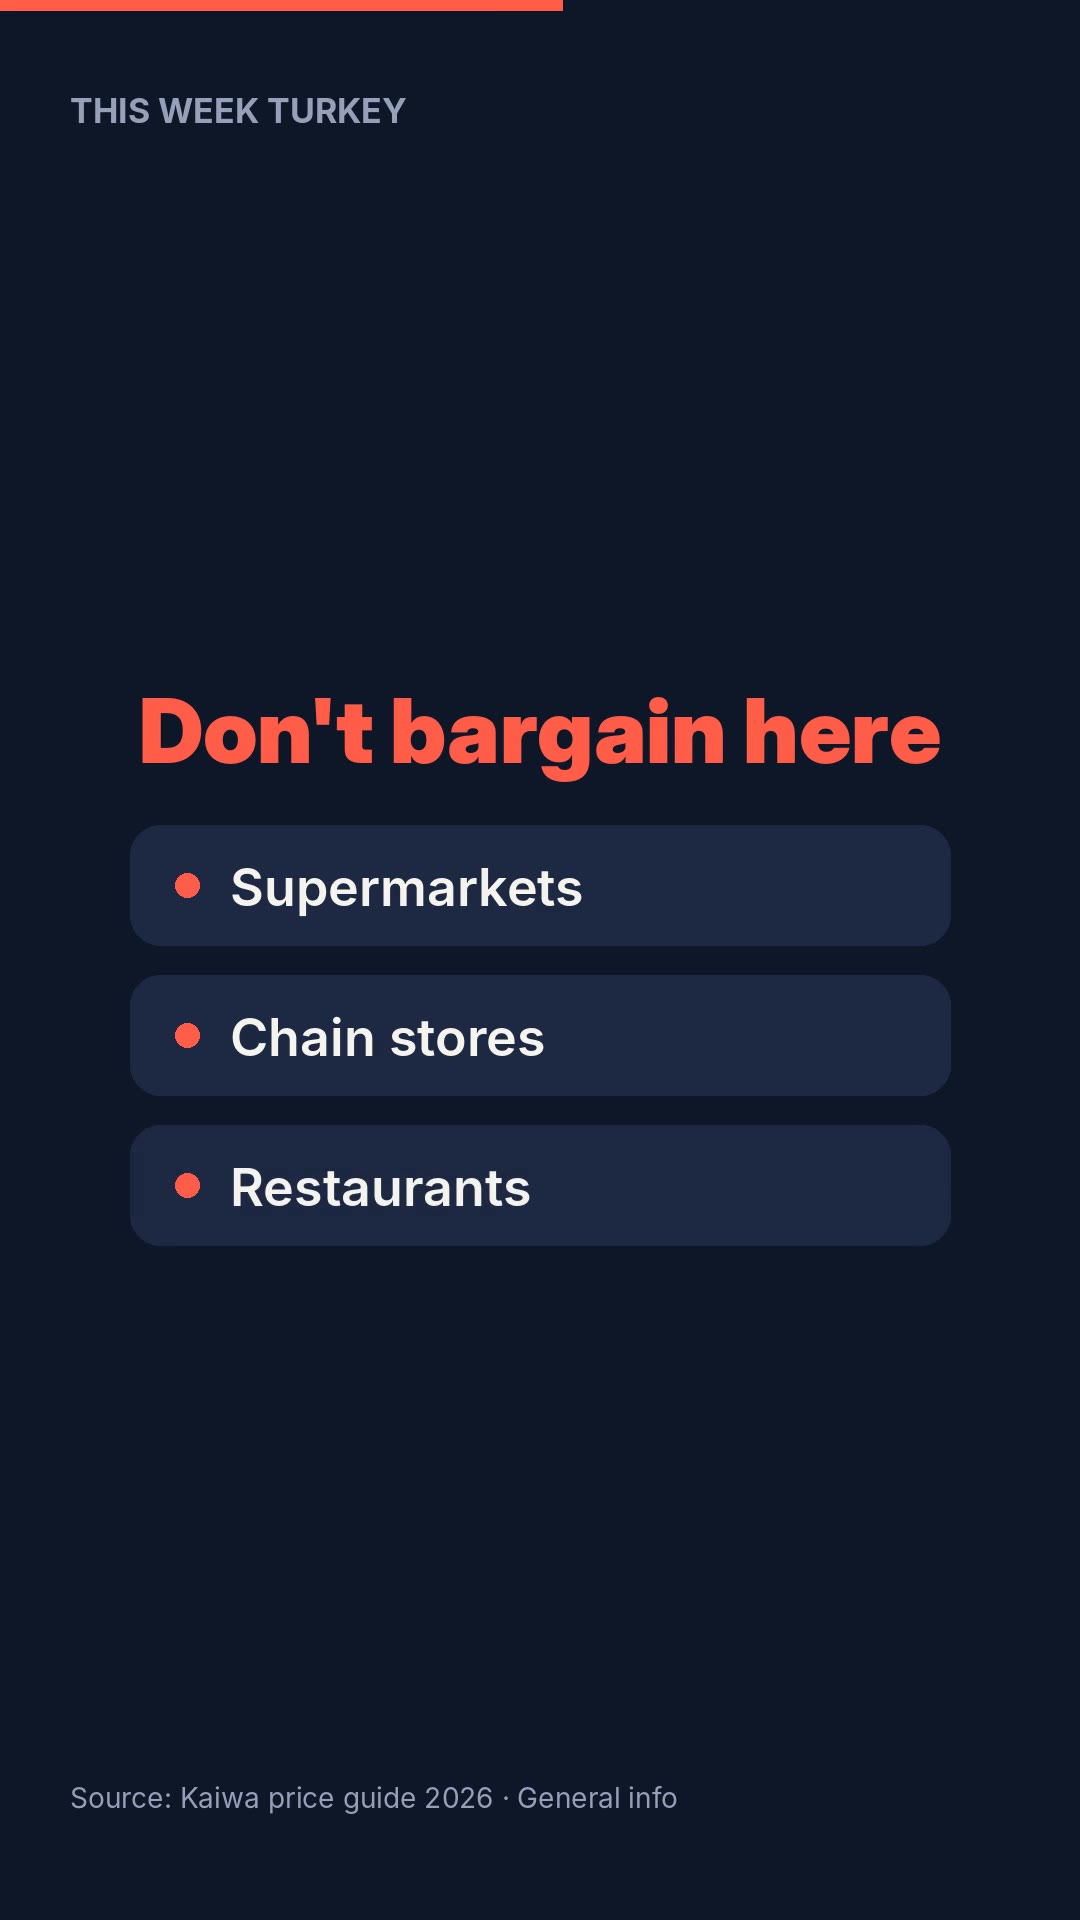 THIS WEEK TURKEY
Don't bargain here
Supermarkets
Chain stores
Restaurants
Source: Kaiwa price guide 2026 · General info